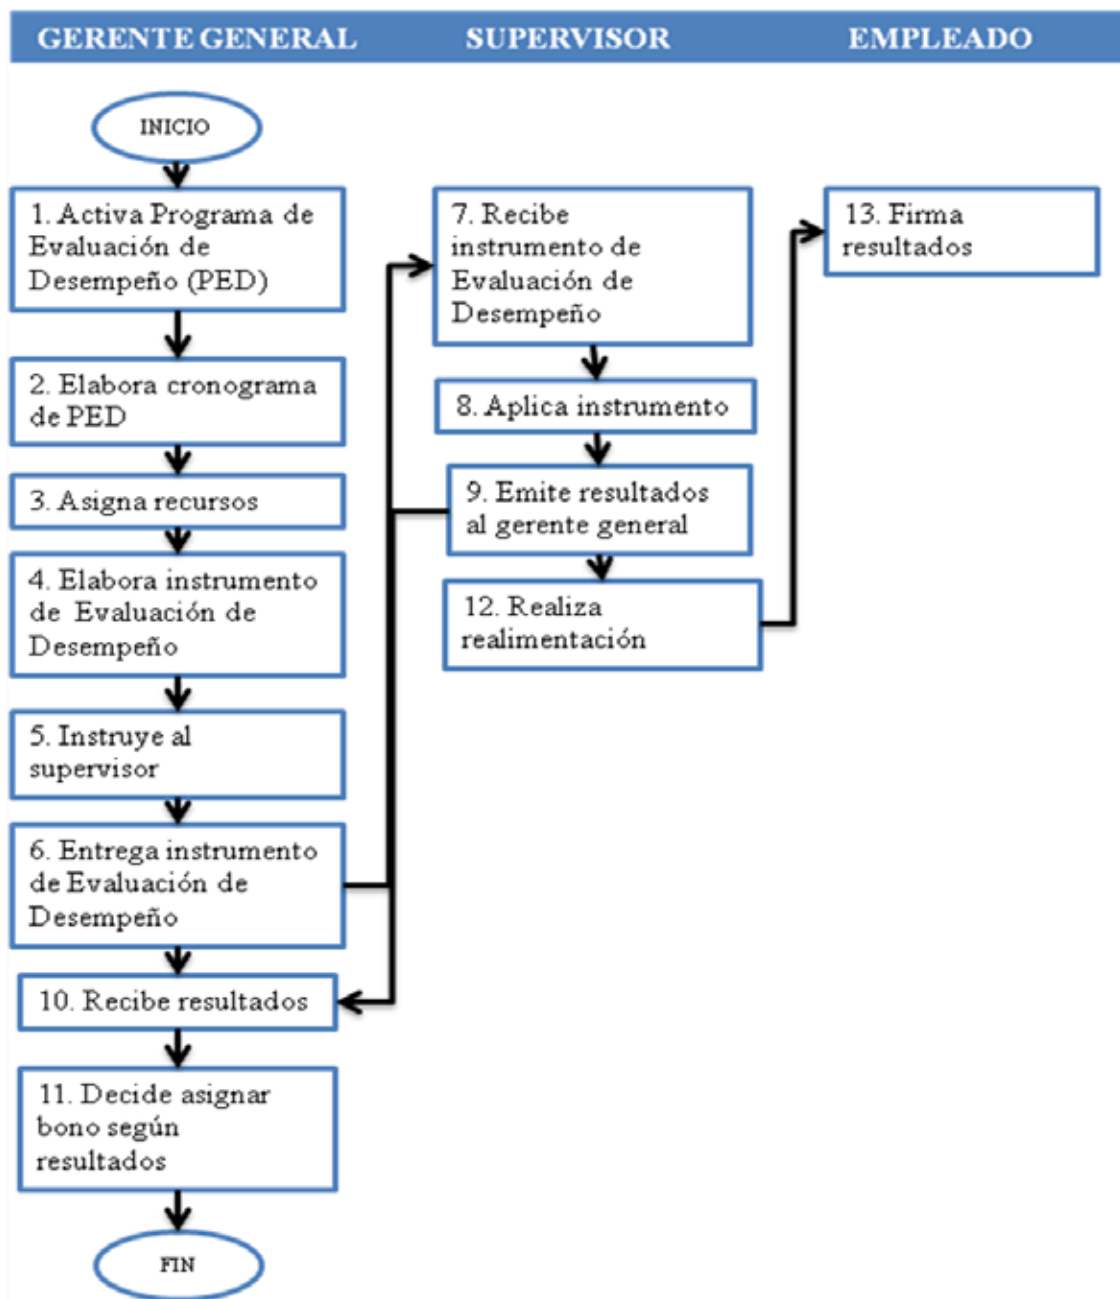 GERENTE GENERAL
SUPERVISOR
EMPLEADO
INICIO
1. Activa Programa de
Evaluación de
Desempeño (PED)
2. Elabora cronograma
de PED
3. Asigna recursos
4. Elabora instrumento
de Evaluación de
Desempeño
5. Instruye al
supervisor
6. Entrega instrumento
de Evaluación de
Desempeño
10. Recibe resultados
11. Decide asignar
bono según
resultados
FIN
7. Recibe
instrumento de
Evaluación de
Desempeño
8. Aplica instrumento
9. Emite resultados
al gerente general
12. Realiza
realimentación
13. Firma
resultados